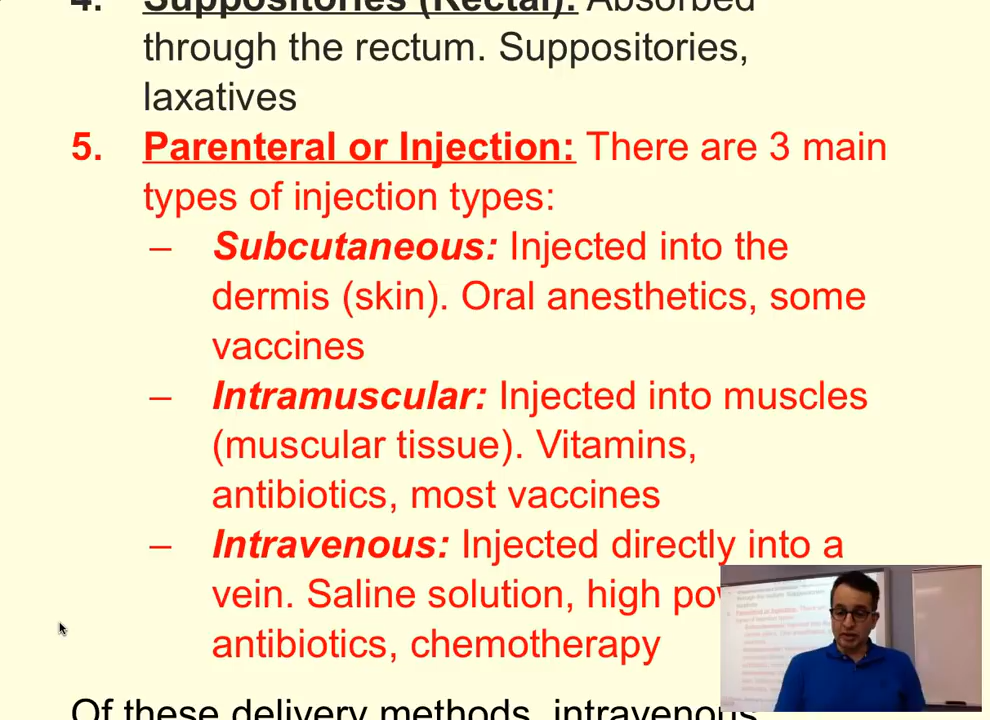 4. Suppositories (Rectal): Absorbed
through the rectum. Suppositories,
laxatives
5. Parenteral or Injection: There are 3 main
types of injection types:
– Subcutaneous: Injected into the
dermis (skin). Oral anesthetics, some
vaccines
– Intramuscular: Injected into muscles
(muscular tissue). Vitamins,
antibiotics, most vaccines
– Intravenous: Injected directly into a
vein. Saline solution, high
antibiotics, chemotherapy
Of these delivery methods, intravenous